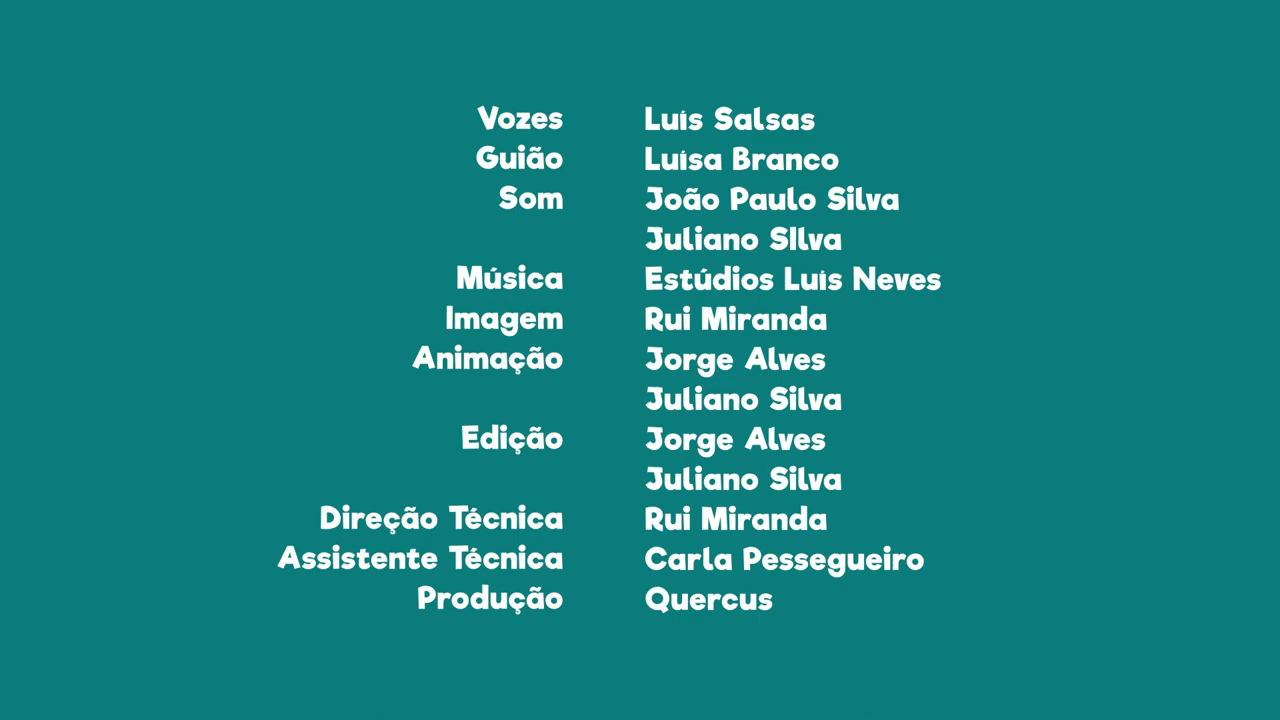 Vozes Luís Salsas
Guião Luísa Branco
Som João Paulo Silva
Juliano SIlva
Música Estúdios Luís Neves
Imagem Rui Miranda
Animação Jorge Alves
Juliano Silva
Edição Jorge Alves
Juliano Silva
Direção Técnica Rui Miranda
Assistente Técnica Carla Pessegueiro
Produção Quercus